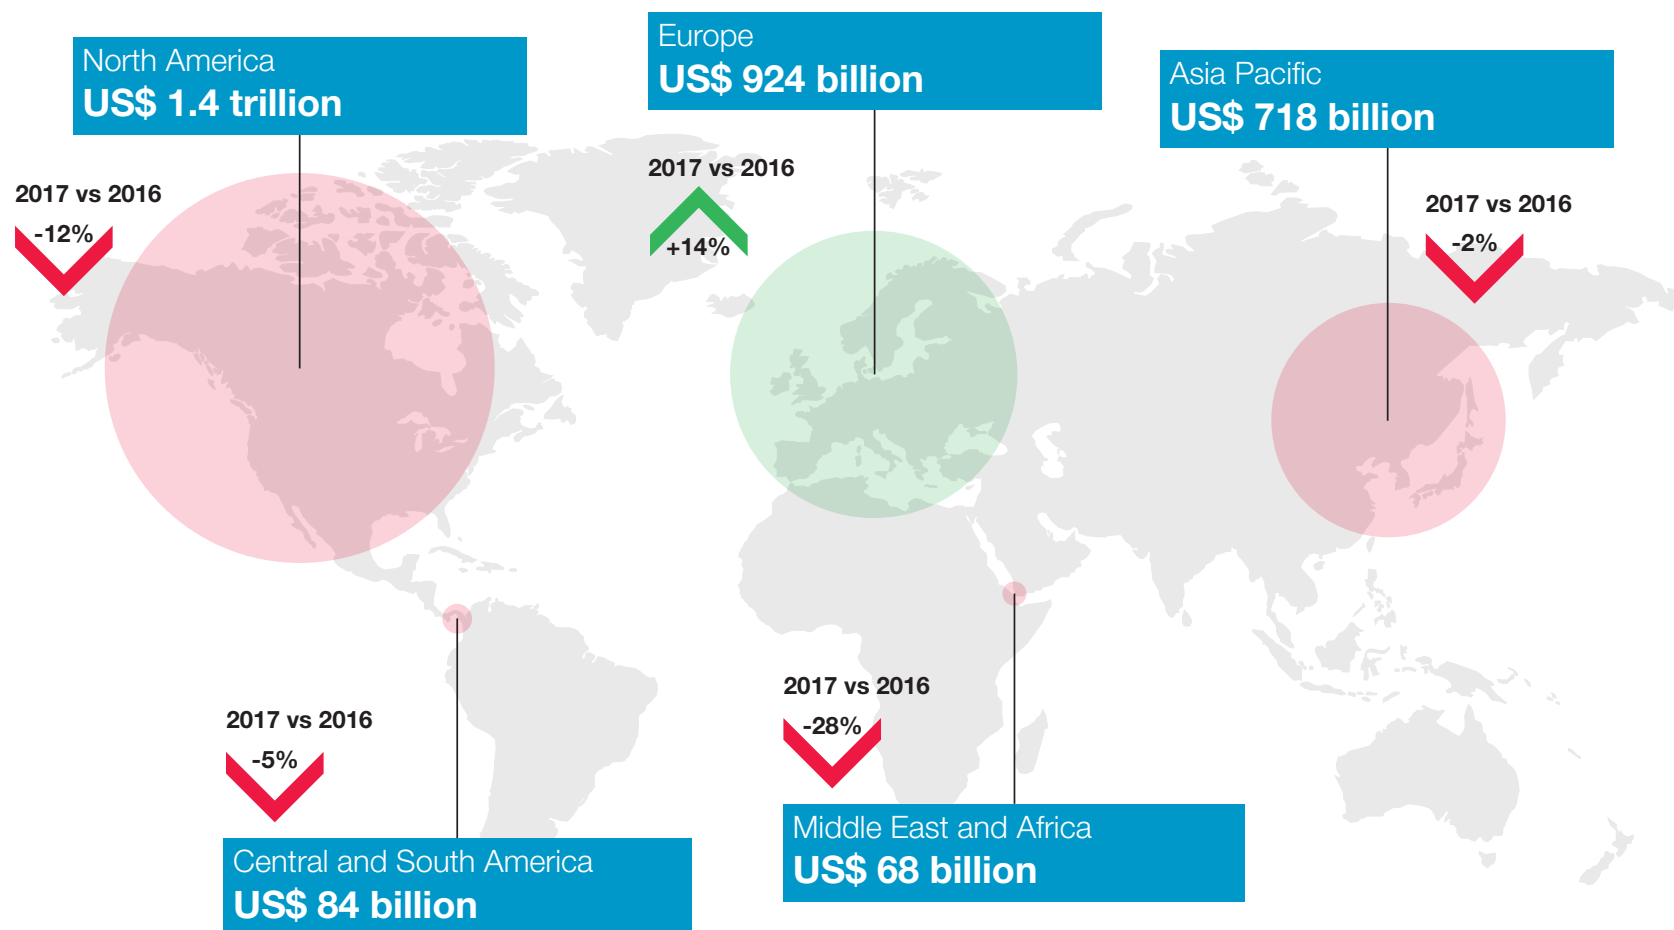 North America
US$ 1.4 trillion
2017 vs 2016
-12%
Europe
US$ 924 billion
2017 vs 2016
+14%
Asia Pacific
US$ 718 billion
2017 vs 2016
-2%
2017 vs 2016
-5%
Central and South America
US$ 84 billion
2017 vs 2016
-28%
Middle East and Africa
US$ 68 billion